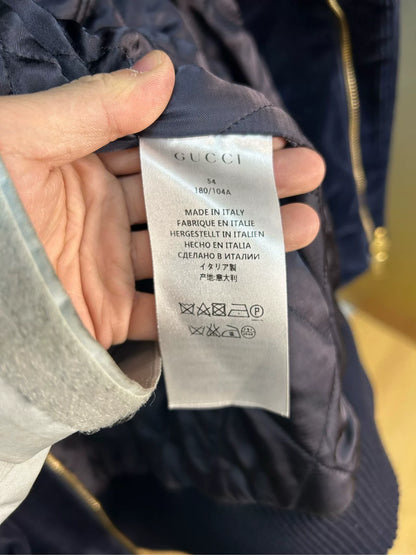 GUCCI
54
180/104A
MADE IN ITALY
FABRIQUE EN ITALIE
HERGESTELLT IN ITALIEN
HECHO EN ITALIA
СДЕЛАНО В ИТАЛИИ
イタリア製
产地:意大利
P